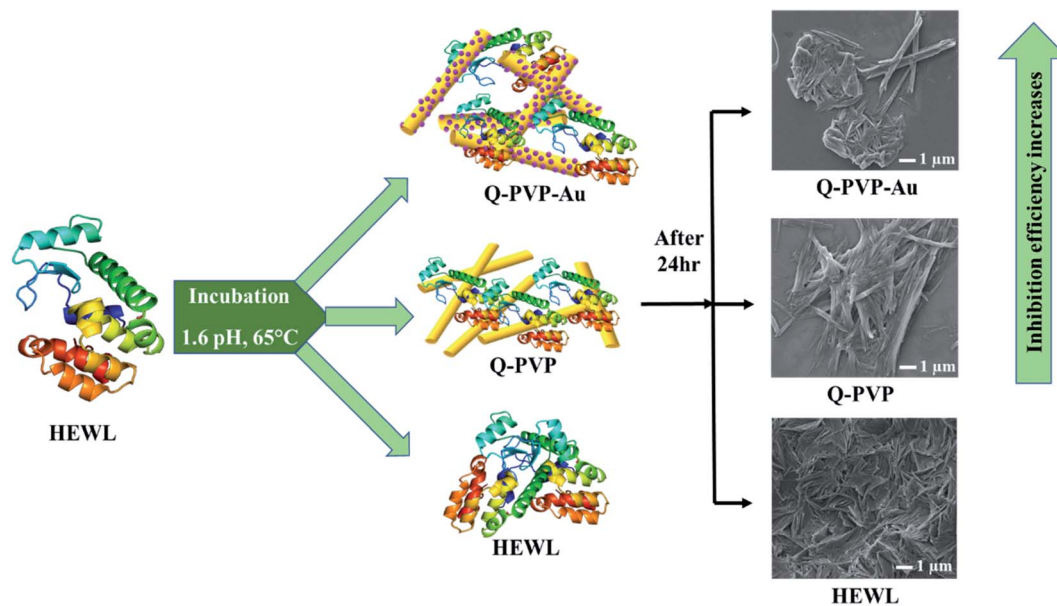 HEWL
Incubation
1.6 pH, 65°C
Q-PVP-Au
Q-PVP
HEWL
After
24hr
1 µm
Q-PVP-Au
1 µm
Q-PVP
1 µm
HEWL
Inhibition efficiency increases